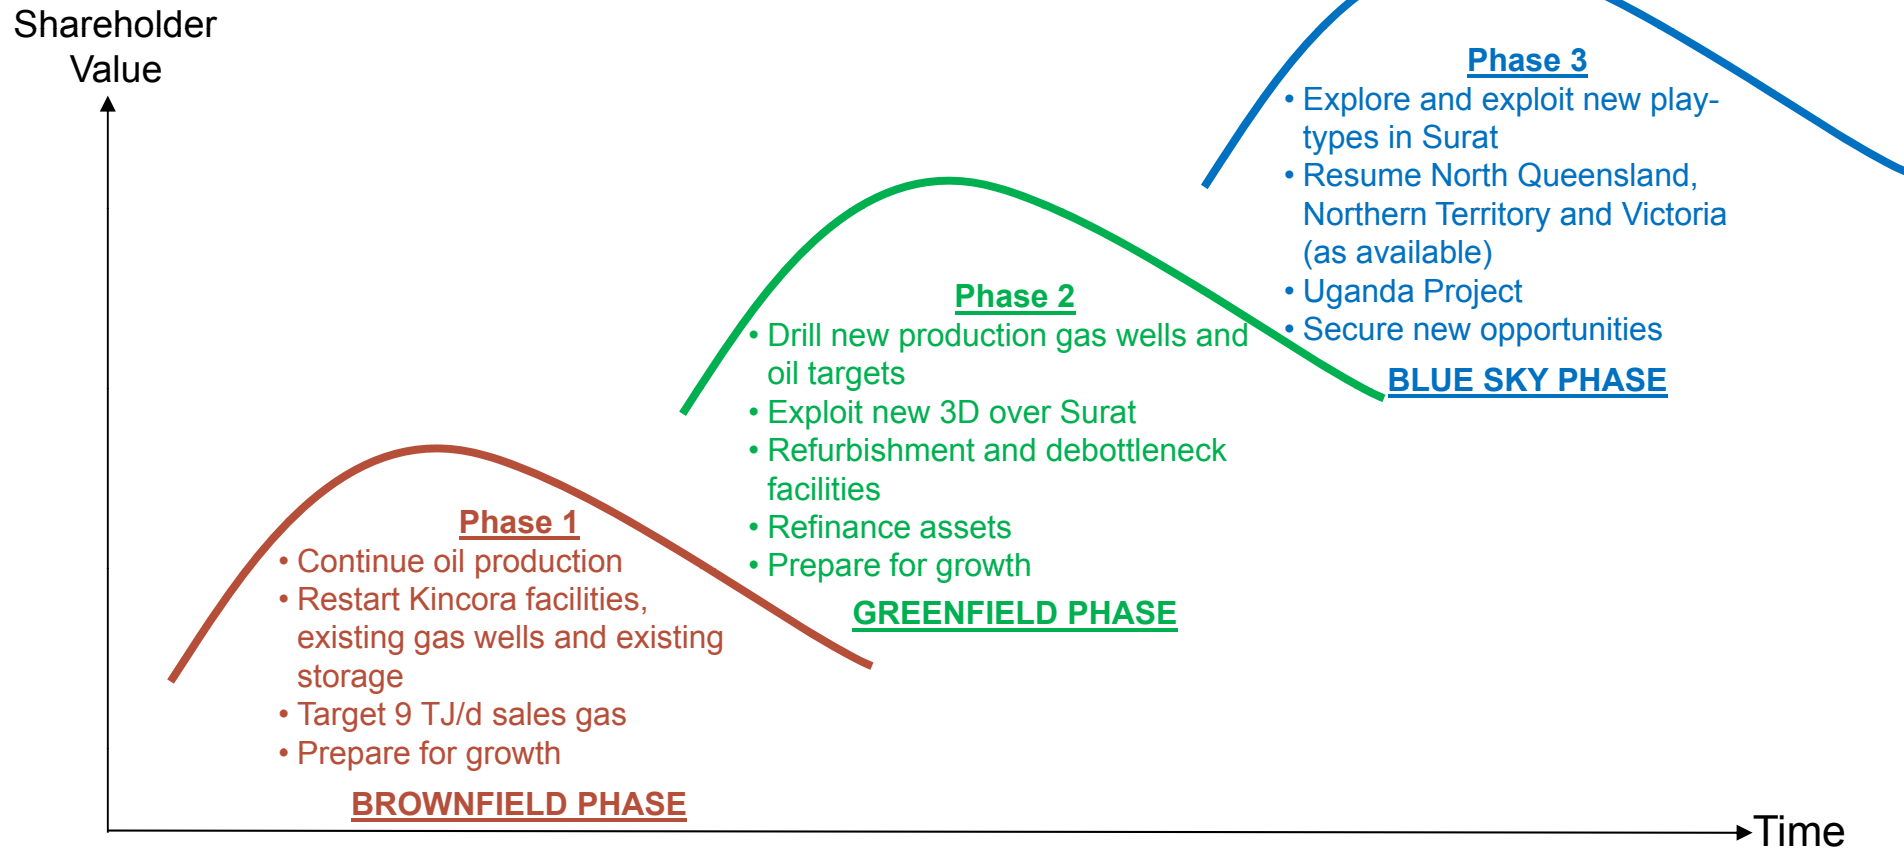 Shareholder
Value
Phase 3
• Explore and exploit new play-
types in Surat
• Resume North Queensland,
Northern Territory and Victoria
(as available)
• Uganda Project
• Secure new opportunities
BLUE SKY PHASE
Phase 2
• Drill new production gas wells and
oil targets
• Exploit new 3D over Surat
• Refurbishment and debottleneck
facilities
• Refinance assets
• Prepare for growth
GREENFIELD PHASE
Phase 1
• Continue oil production
• Restart Kincora facilities,
existing gas wells and existing
storage
• Target 9 TJ/d sales gas
• Prepare for growth
BROWNFIELD PHASE
Time